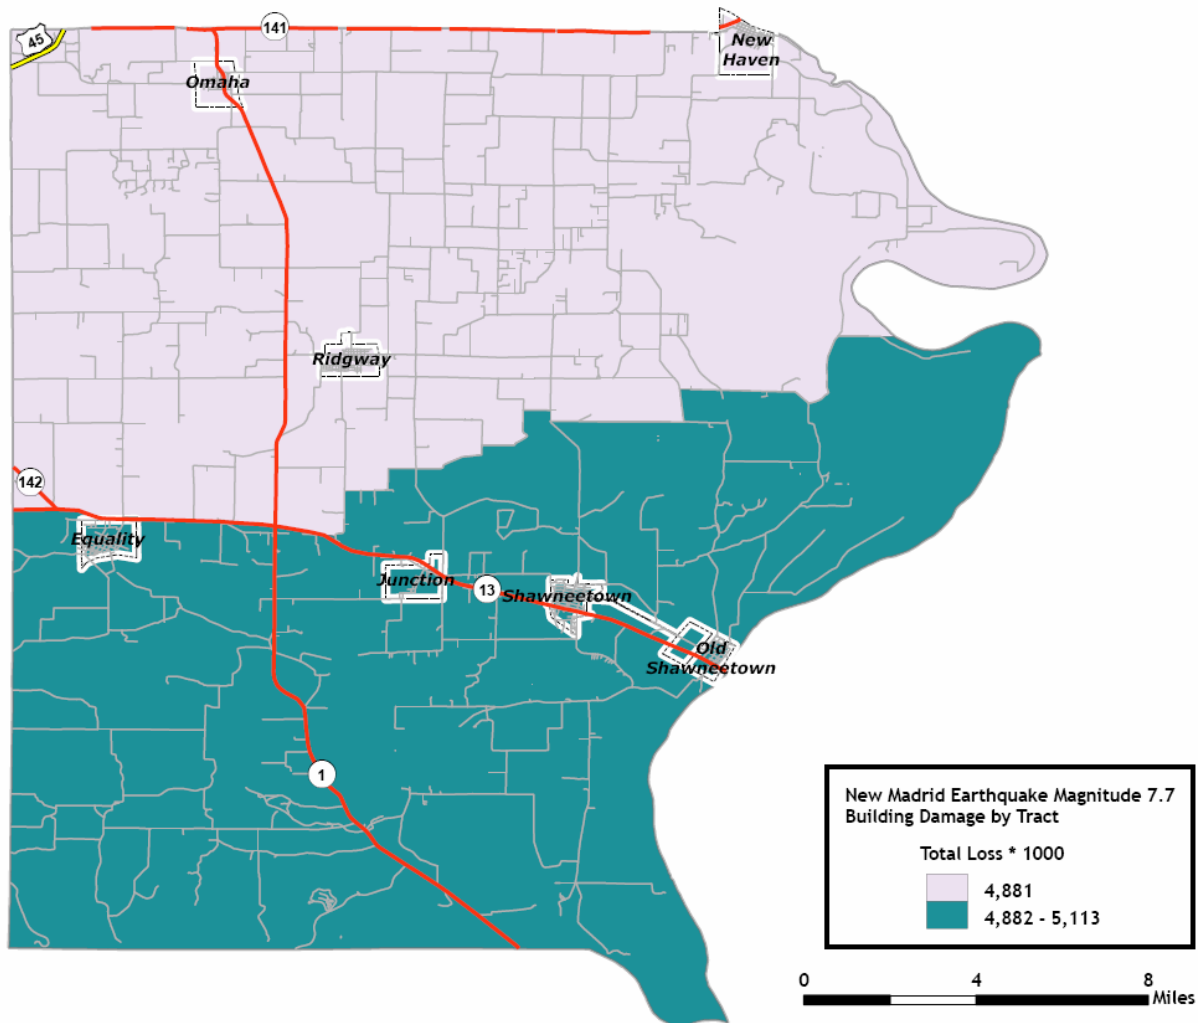 45
141
New
Haven
Omaha
Ridgway
142
Equality
Junction
13
Shawneetown
Old
Shawneetown
1
New Madrid Earthquake Magnitude 7.7
Building Damage by Tract
Total Loss * 1000
4,881
4,882 - 5,113
0 4 8
Miles